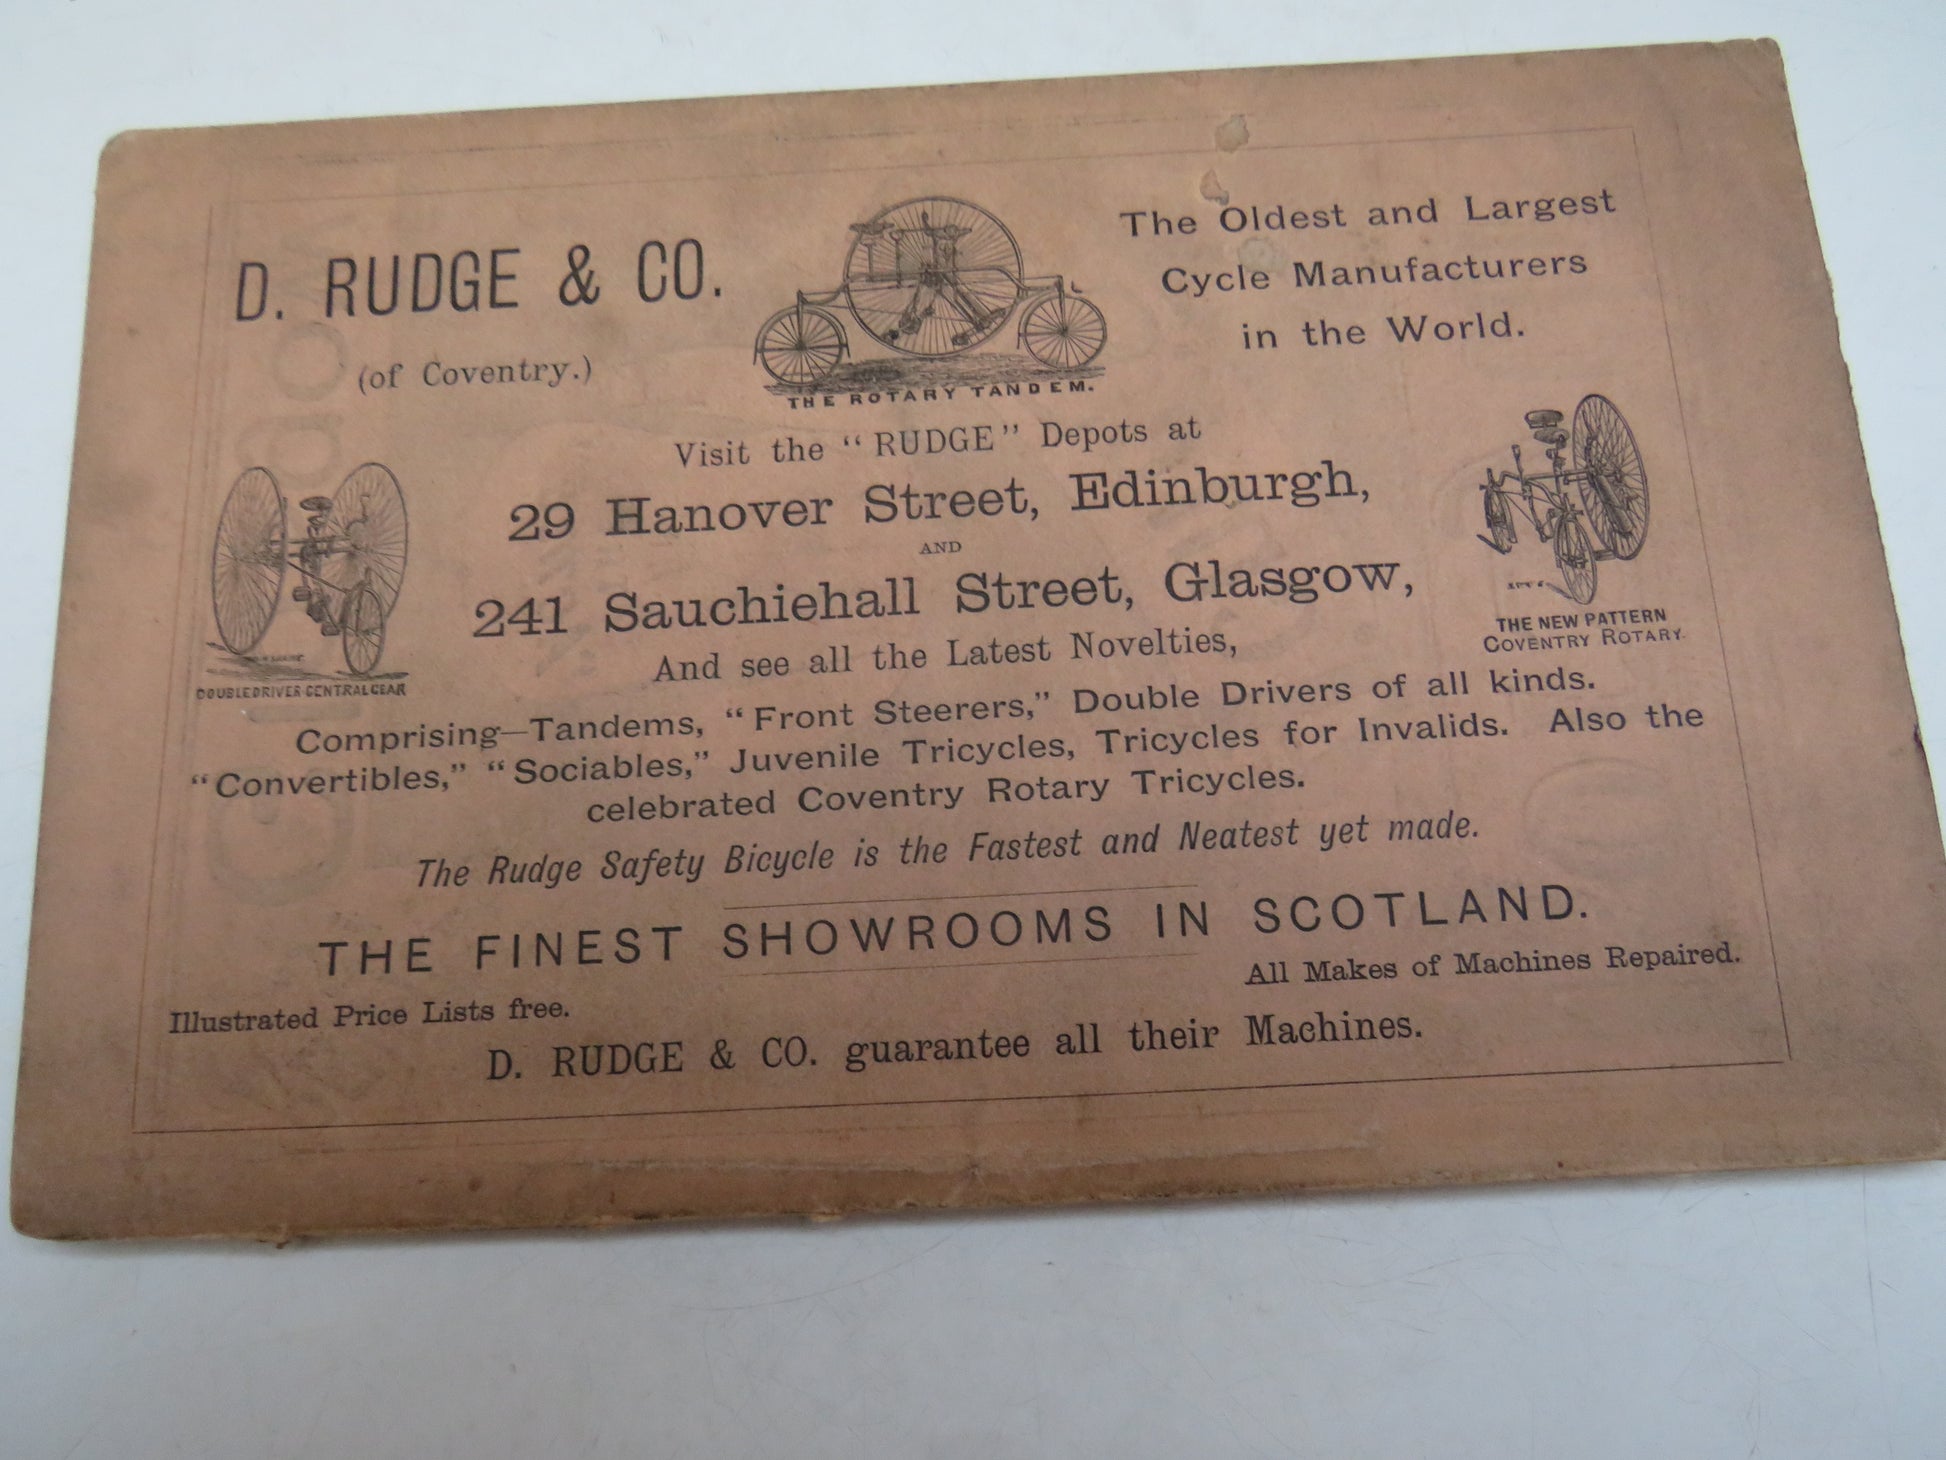 D. RUDGE & CO.
(of Coventry.)
THE ROTARY TANDEM.
The Oldest and Largest
Cycle Manufacturers
in the World.
Visit the "RUDGE" Depots at
29 Hanover Street, Edinburgh,
AND
241 Sauchiehall Street, Glasgow,
And see all the Latest Novelties,
DOUBLE DRIVER CENTRAL GEAR
THE NEW PATTERN
COVENTRY ROTARY.
Comprising—Tandems, "Front Steerers," Double Drivers of all kinds.
"Convertibles," "Sociables," Juvenile Tricycles, Tricycles for Invalids. Also the
celebrated Coventry Rotary Tricycles.
The Rudge Safety Bicycle is the Fastest and Neatest yet made.
THE FINEST SHOWROOMS IN SCOTLAND.
Illustrated Price Lists free.
All Makes of Machines Repaired.
D. RUDGE & CO. guarantee all their Machines.